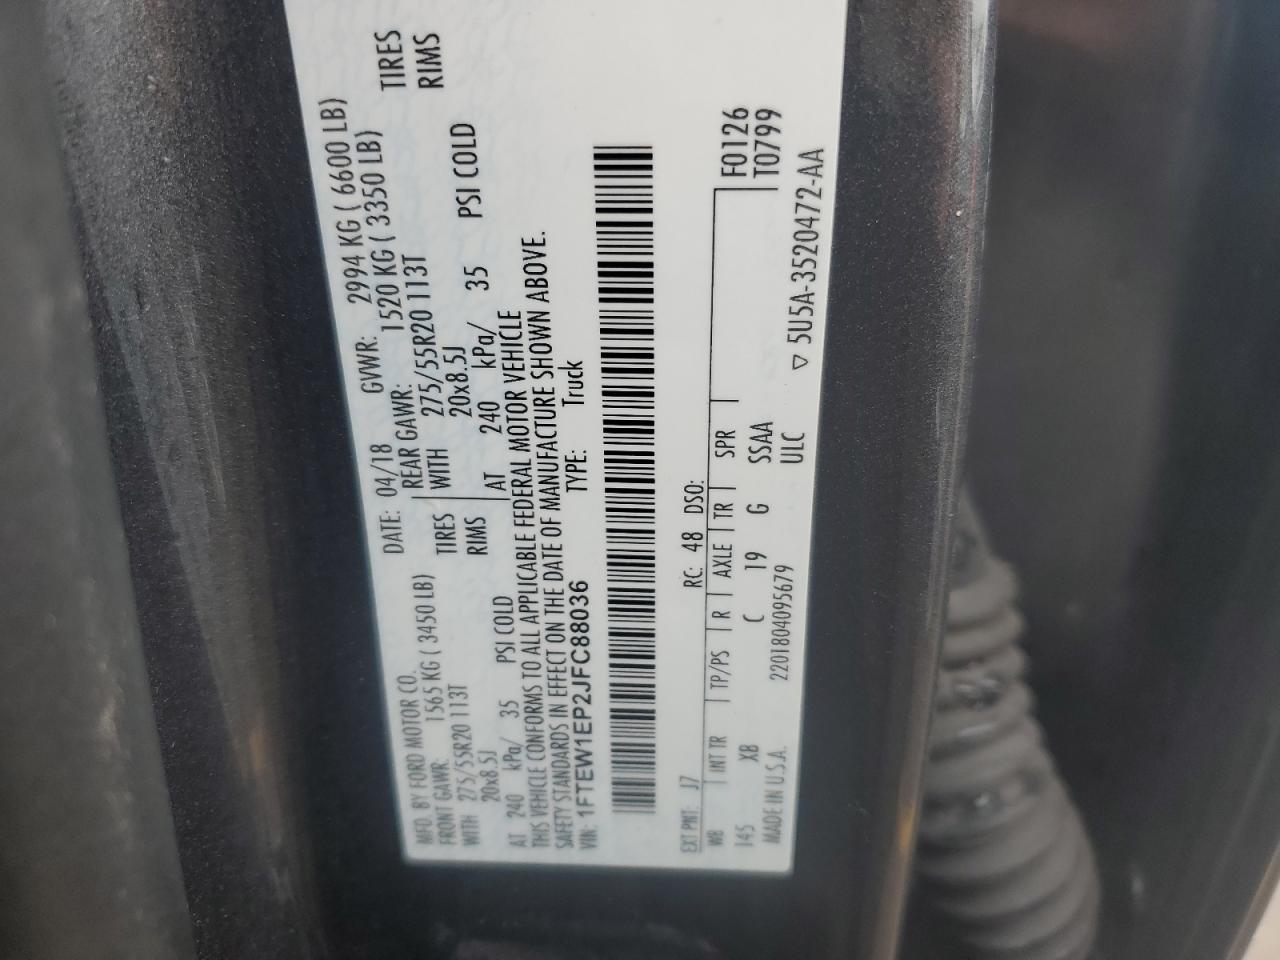 MFD. BY FORD MOTOR CO. DATE: 04/18 GVWR: 2994 KG ( 6600 LB)
FRONT GAWR: 1565 KG ( 3450 LB) REAR GAWR: 1520 KG ( 3350 LB)
WITH 275/55R20 113T TIRES WITH 275/55R20 113T TIRES
20x8.5J RIMS 20x8.5J RIMS
AT 240 kPa/ 35 PSI COLD AT 240 kPa/ 35 PSI COLD
THIS VEHICLE CONFORMS TO ALL APPLICABLE FEDERAL MOTOR VEHICLE
SAFETY STANDARDS IN EFFECT ON THE DATE OF MANUFACTURE SHOWN ABOVE.
VIN: 1FTEW1EP2JFC88036 TYPE: Truck
EXT PNT: J7 RC: 48 DSO: F0126
WB INT TR TP/PS R AXLE TR SPR T0799
145 XB C 19 G SSAA
MADE IN U.S.A. 2201804095679 ULC
▽ 5U5A-3520472-AA